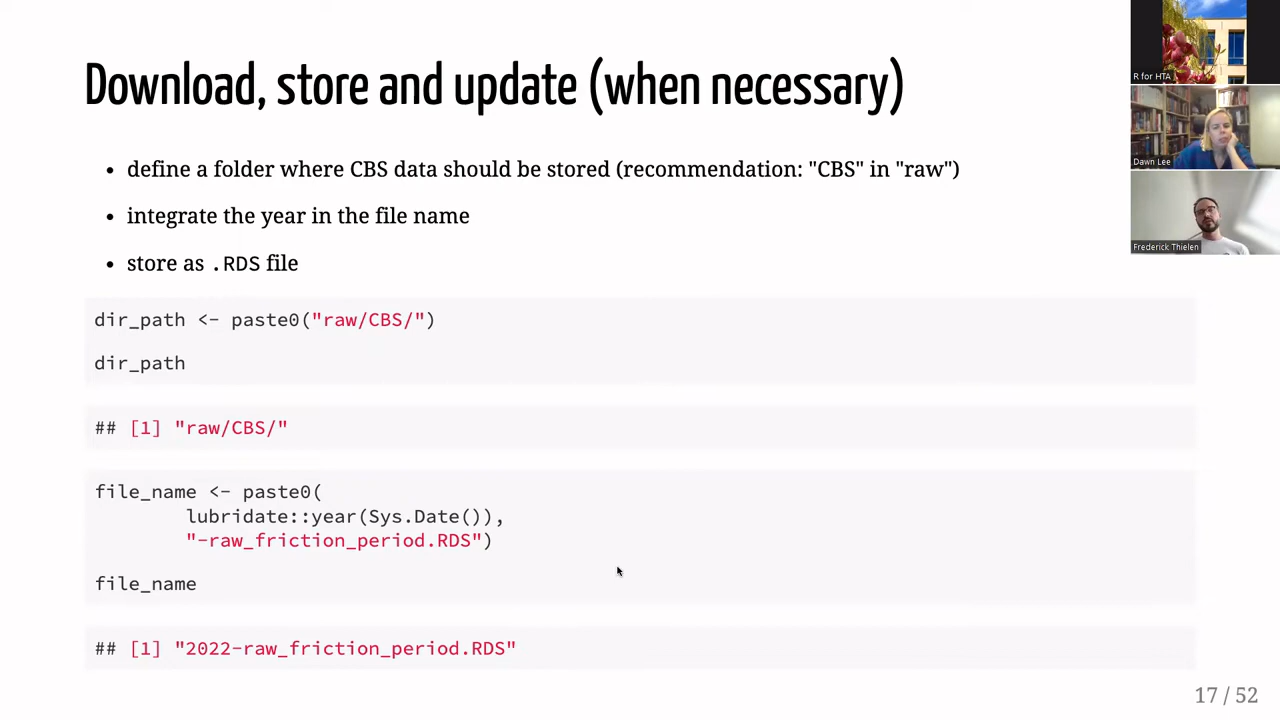 Download, store and update (when necessary)
• define a folder where CBS data should be stored (recommendation: "CBS" in "raw")
• integrate the year in the file name
• store as .RDS file
dir_path <- paste0("raw/CBS/")
dir_path
## [1] "raw/CBS/"
file_name <- paste0(
lubridate::year(Sys.Date()),
"-raw_friction_period.RDS")
file_name
## [1] "2022-raw_friction_period.RDS"
17 / 52
R for HTA
Dawn Lee
Frederick Thielen